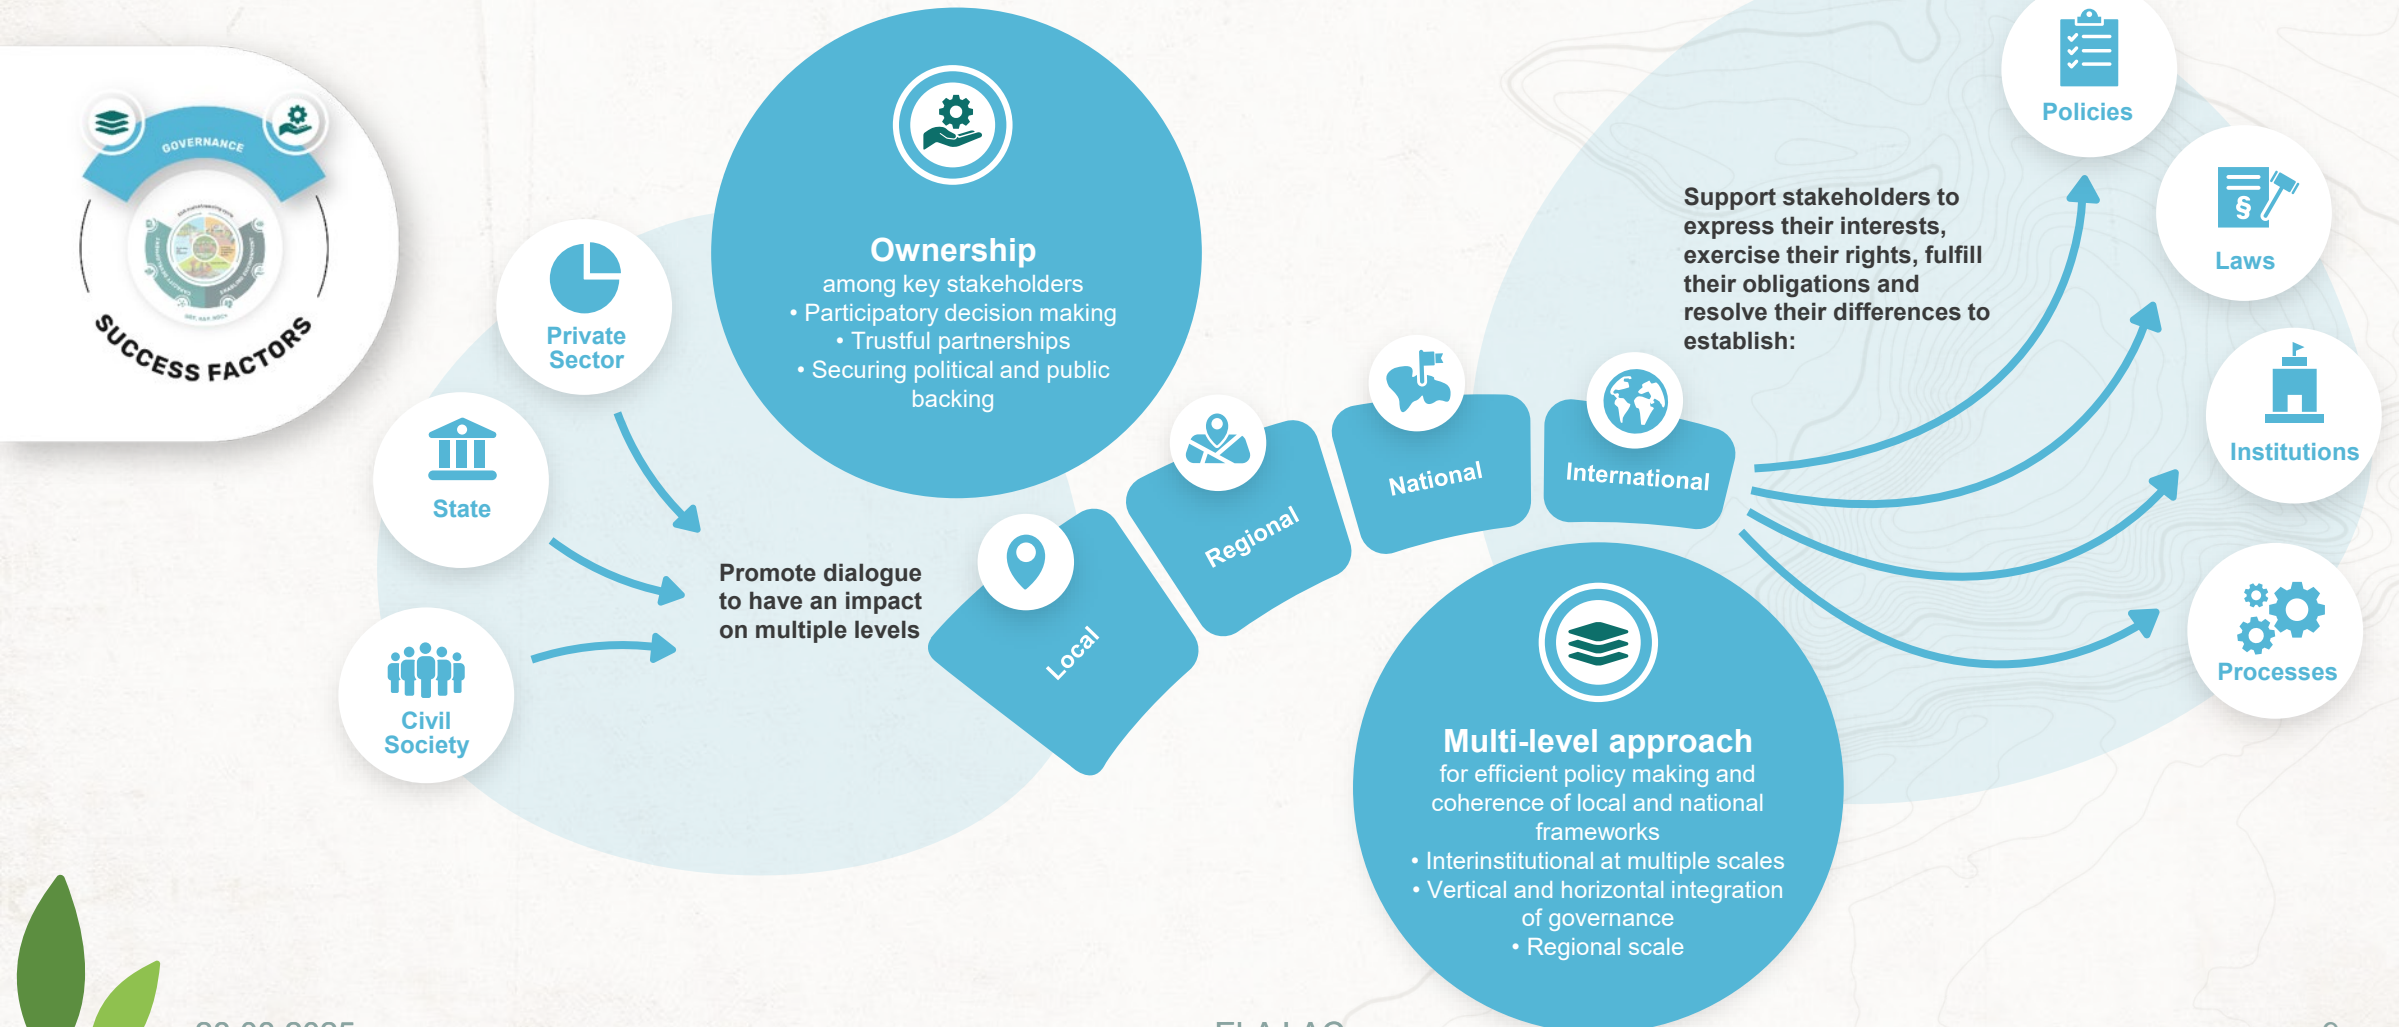 GOVERNANCE
SUCCESS FACTORS
Private
Sector
State
Civil
Society
Ownership
among key stakeholders
• Participatory decision making
• Trustful partnerships
• Securing political and public
backing
Promote dialogue
to have an impact
on multiple levels
Local
Regional
National
International
Multi-level approach
for efficient policy making and
coherence of local and national
frameworks
• Interinstitutional at multiple scales
• Vertical and horizontal integration
of governance
• Regional scale
Support stakeholders to
express their interests,
exercise their rights, fulfill
their obligations and
resolve their differences to
establish:
Policies
§
Laws
Institutions
Processes